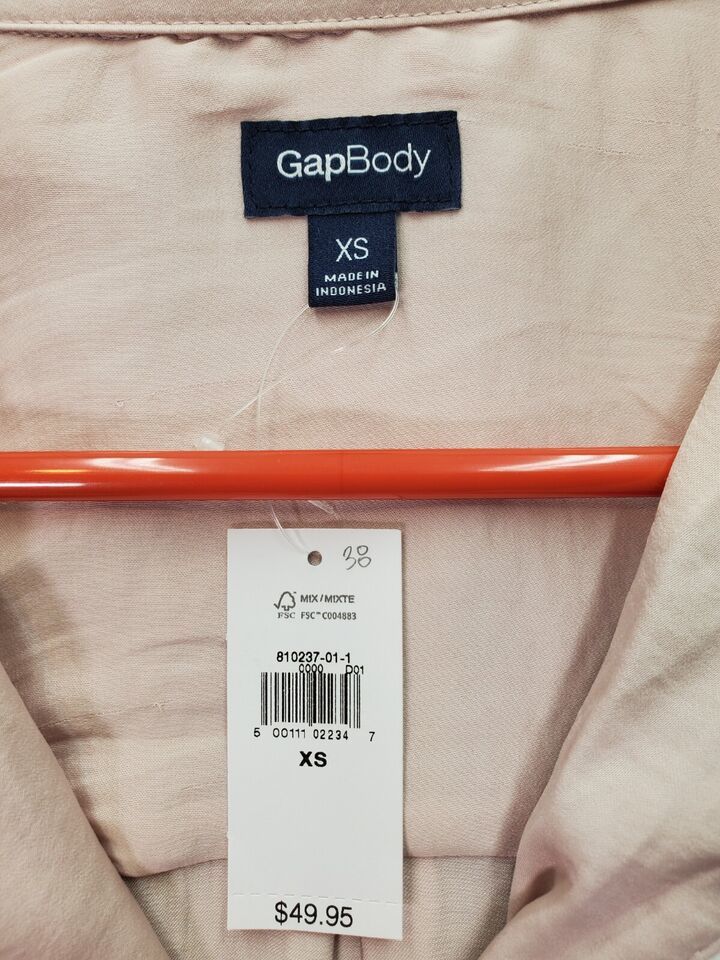 GapBody
XS
MADE IN
INDONESIA
38
MIX/MIXTE
FSC FSC™ C004883
810237-01-1
0000 D01
5 00111 02234 7
XS
$49.95